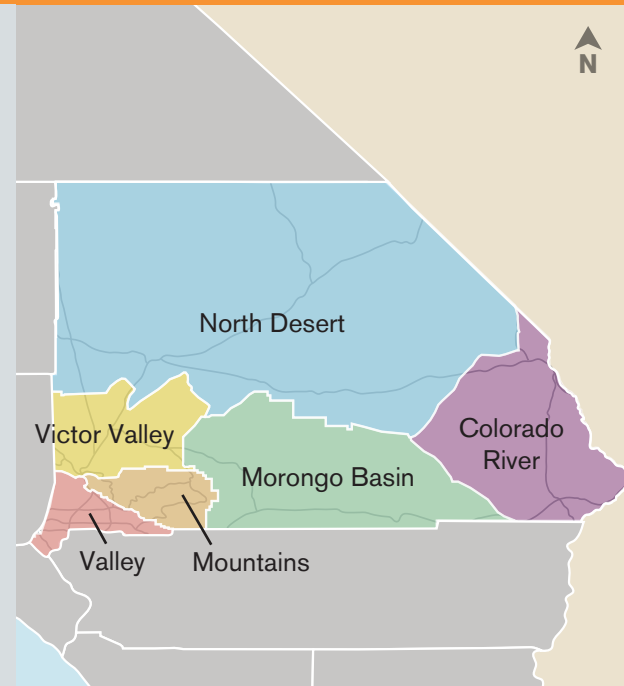 N
North Desert
Victor Valley
Colorado
River
Morongo Basin
Valley
Mountains